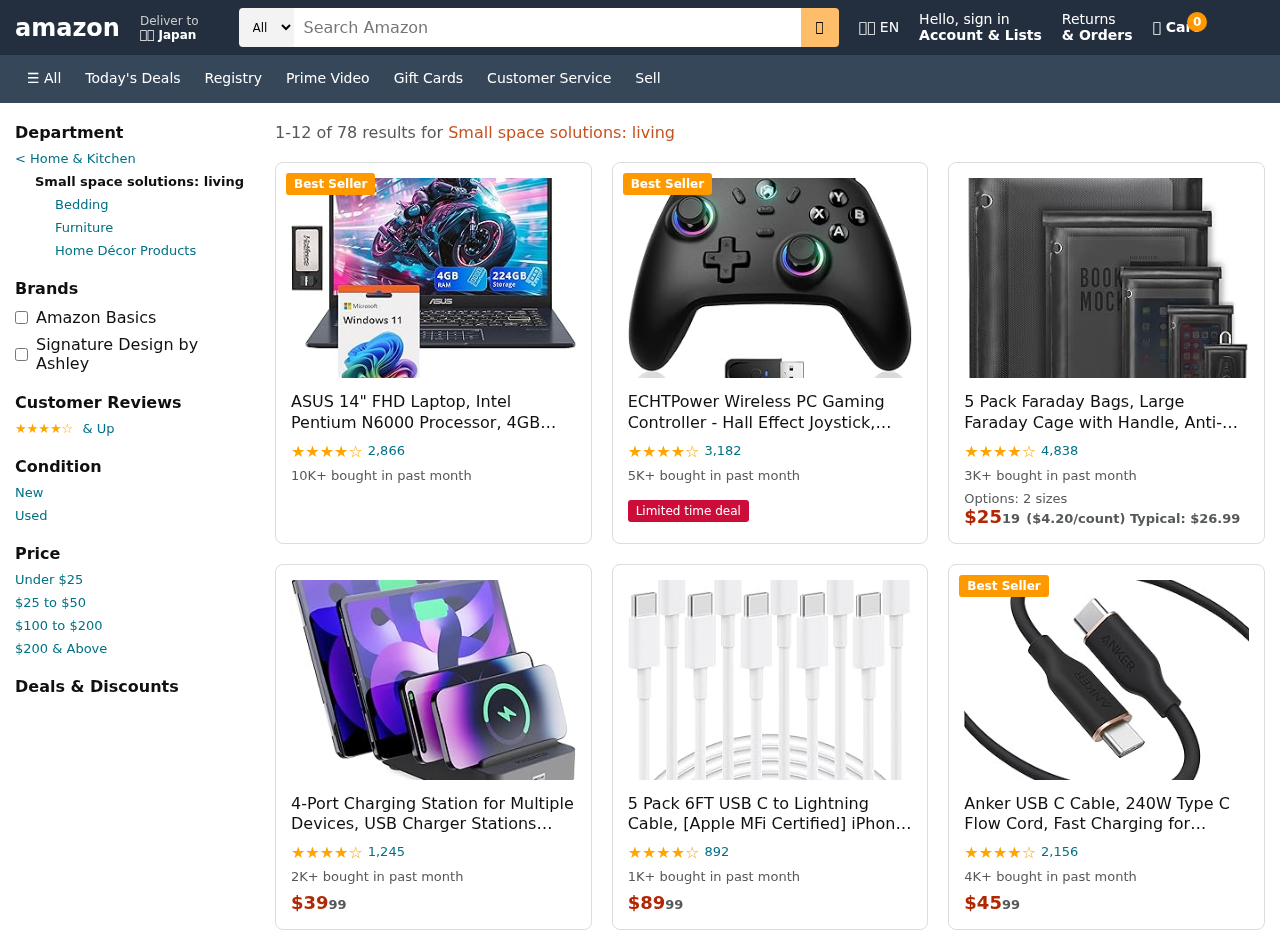 amazon
Deliver to
Japan
All
Search Amazon
EN
Hello, sign in
Account & Lists
Returns
& Orders
0
☰ All
Today's Deals
Registry
Prime Video
Gift Cards
Customer Service
Sell
Department
< Home & Kitchen
Small space solutions: living
Bedding
Furniture
Home Décor Products
Brands
Amazon Basics
Signature Design by
Ashley
Customer Reviews
★★★★☆ & Up
Condition
New
Used
Price
Under $25
$25 to $50
$100 to $200
$200 & Above
Deals & Discounts
1-12 of 78 results for Small space solutions: living
Best Seller
4GB
RAM
224GB
Storage
ASUS
Microsoft
Windows 11
ASUS 14" FHD Laptop, Intel
Pentium N6000 Processor, 4GB...
★★★★☆ 2,866
10K+ bought in past month
Best Seller
Y
X
B
A
ECHTPower Wireless PC Gaming
Controller - Hall Effect Joystick,...
★★★★☆ 3,182
5K+ bought in past month
Limited time deal
BOOK
MOC
5 Pack Faraday Bags, Large
Faraday Cage with Handle, Anti-...
★★★★☆ 4,838
3K+ bought in past month
Options: 2 sizes
$2519 ($4.20/count) Typical: $26.99
4-Port Charging Station for Multiple
Devices, USB Charger Stations...
★★★★☆ 1,245
2K+ bought in past month
$3999
5 Pack 6FT USB C to Lightning
Cable, [Apple MFi Certified] iPhon...
★★★★☆ 892
1K+ bought in past month
$8999
Best Seller
ANKER
ANKER
Anker USB C Cable, 240W Type C
Flow Cord, Fast Charging for...
★★★★☆ 2,156
4K+ bought in past month
$4599